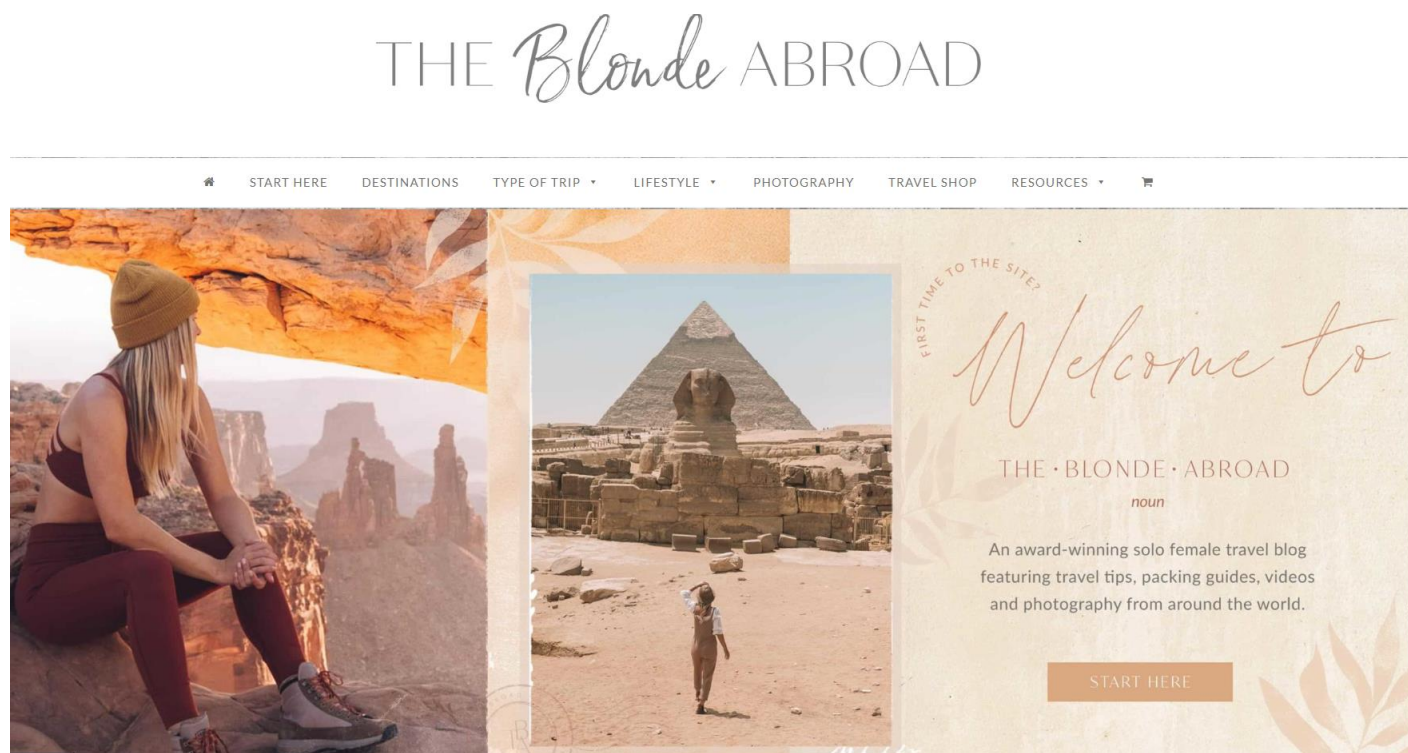 THE Blonde ABROAD
START HERE DESTINATIONS TYPE OF TRIP LIFESTYLE PHOTOGRAPHY TRAVEL SHOP RESOURCES
FIRST TIME TO THE SITE?
Welcome to
THE·BLONDE·ABROAD
noun
An award-winning solo female travel blog
featuring travel tips, packing guides, videos
and photography from around the world.
START HERE